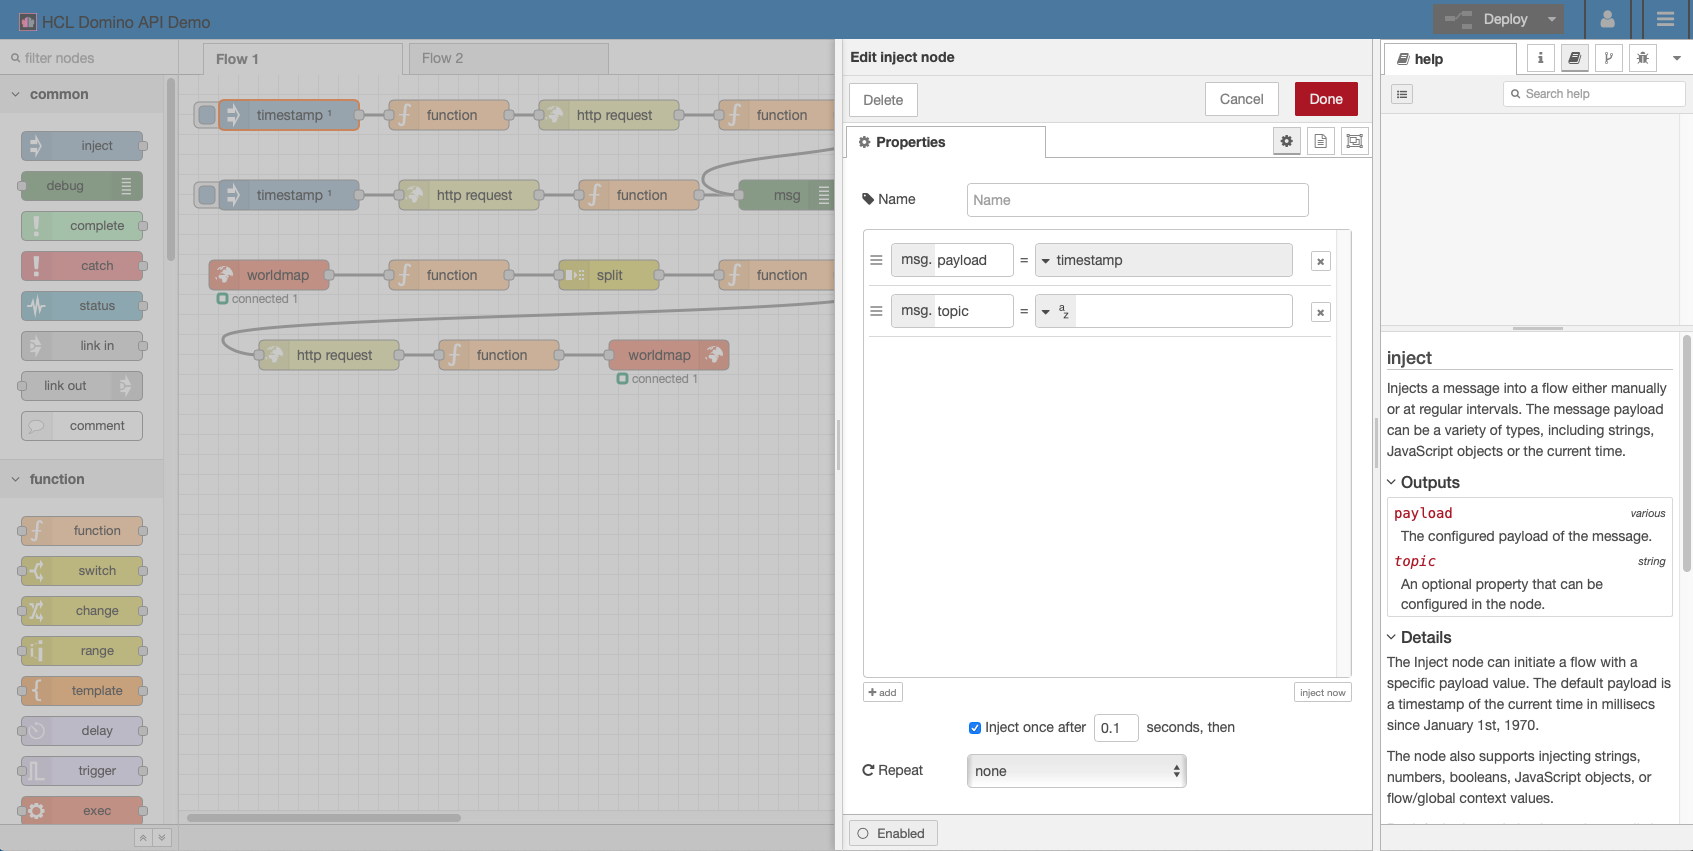 HCL Domino API Demo
Deploy
filter nodes
Flow 1
Flow 2
common
inject
debug
complete
catch
status
link in
link out
comment
function
function
switch
change
range
template
delay
trigger
exec
timestamp ¹
function
http request
function
timestamp ¹
http request
function
msg
worldmap
connected 1
function
split
function
http request
function
worldmap
connected 1
Edit inject node
Delete
Cancel
Done
Properties
Name
Name
msg. payload = timestamp
msg. topic = az
add
inject now
Inject once after 0.1 seconds, then
Repeat
none
Enabled
help
Search help
inject
Injects a message into a flow either manually
or at regular intervals. The message payload
can be a variety of types, including strings,
JavaScript objects or the current time.
Outputs
payload various
The configured payload of the message.
topic string
An optional property that can be
configured in the node.
Details
The Inject node can initiate a flow with a
specific payload value. The default payload is
a timestamp of the current time in millisecs
since January 1st, 1970.
The node also supports injecting strings,
numbers, booleans, JavaScript objects, or
flow/global context values.